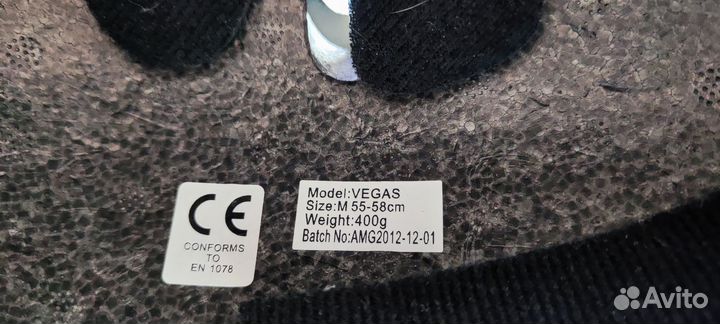 CE
CONFORMS
TO
EN 1078
Model:VEGAS
Size:M 55-58cm
Weight:400g
Batch No:AMG2012-12-01
Avito